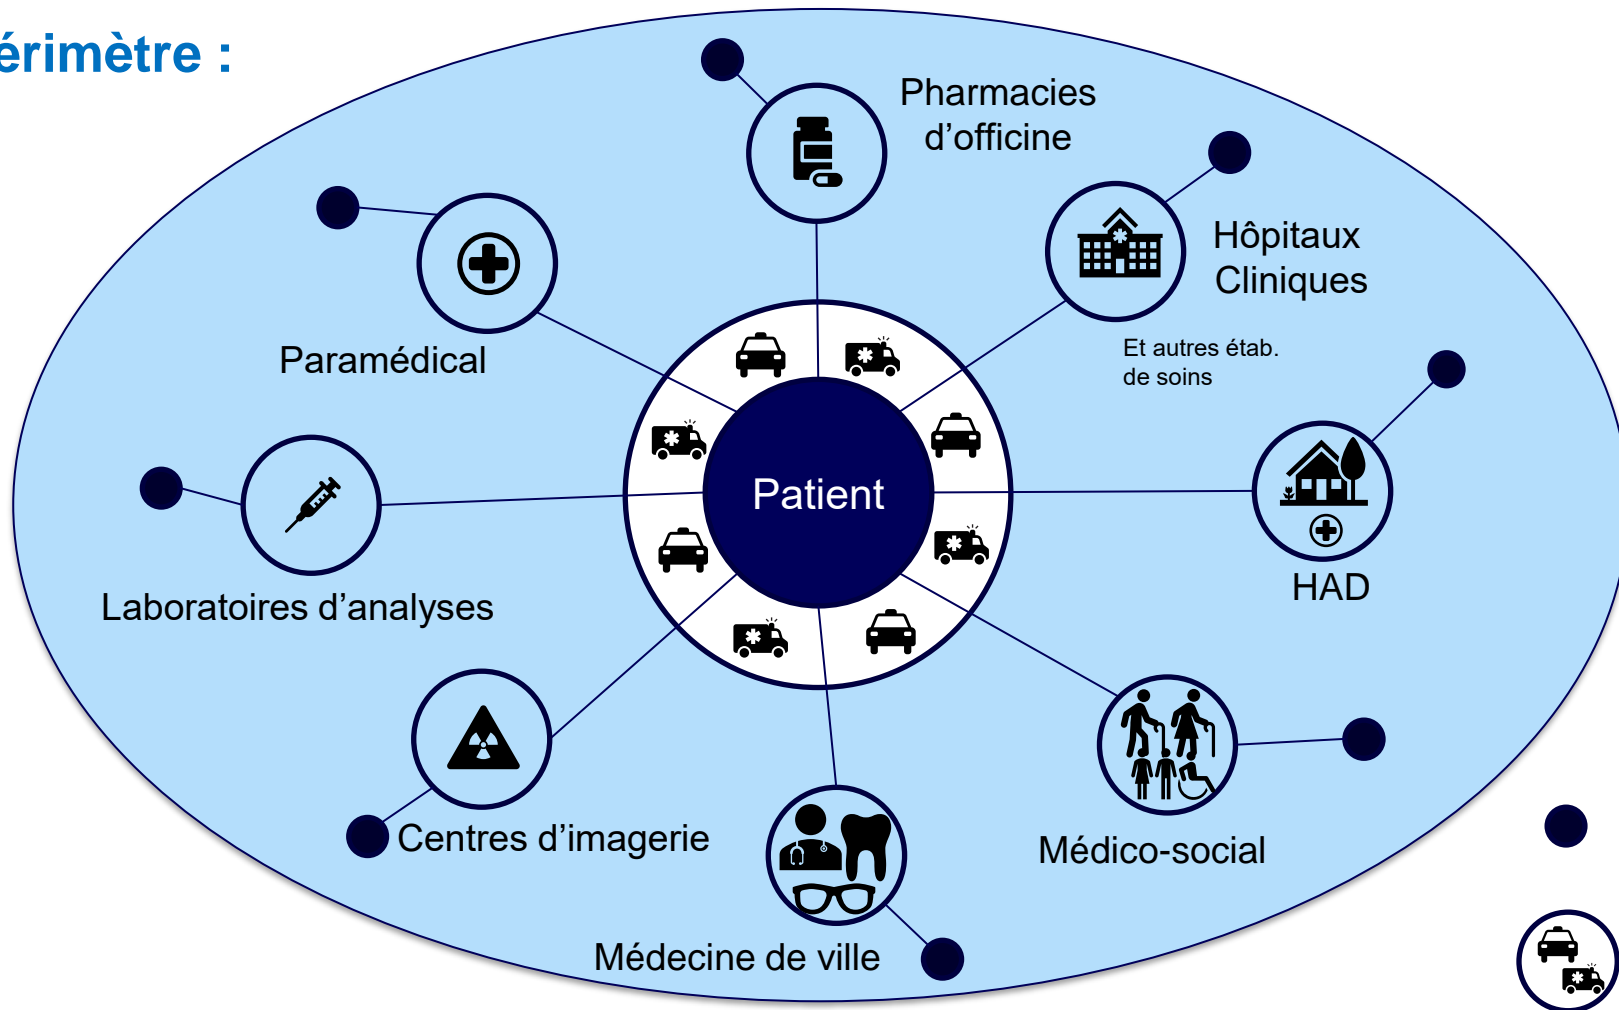 érimètre :
Pharmacies
d’officine
Hôpitaux
Cliniques
Et autres étab.
de soins
Paramédical
Patient
HAD
Laboratoires d’analyses
Centres d’imagerie
Médico-social
Médecine de ville